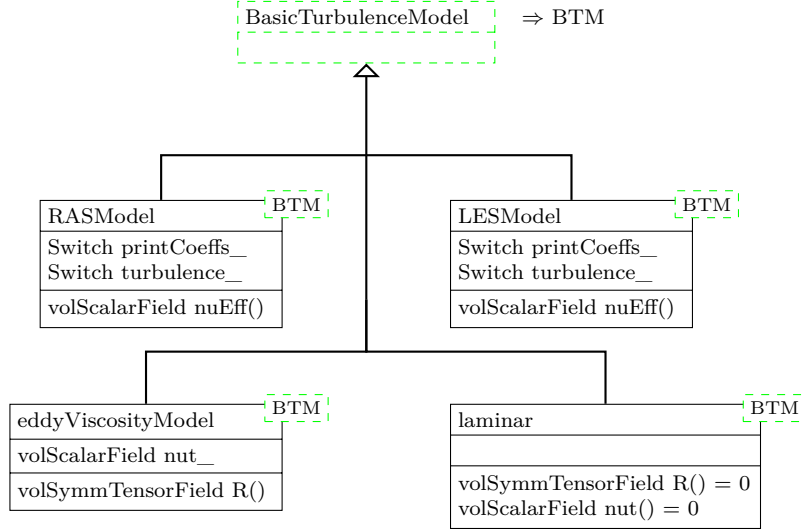 BasicTurbulenceModel ⇒ BTM
RASModel BTM
Switch printCoeffs_
Switch turbulence_
volScalarField nuEff()
LESModel BTM
Switch printCoeffs_
Switch turbulence_
volScalarField nuEff()
eddyViscosityModel BTM
volScalarField nut_
volSymmTensorField R()
laminar BTM
volSymmTensorField R() = 0
volScalarField nut() = 0